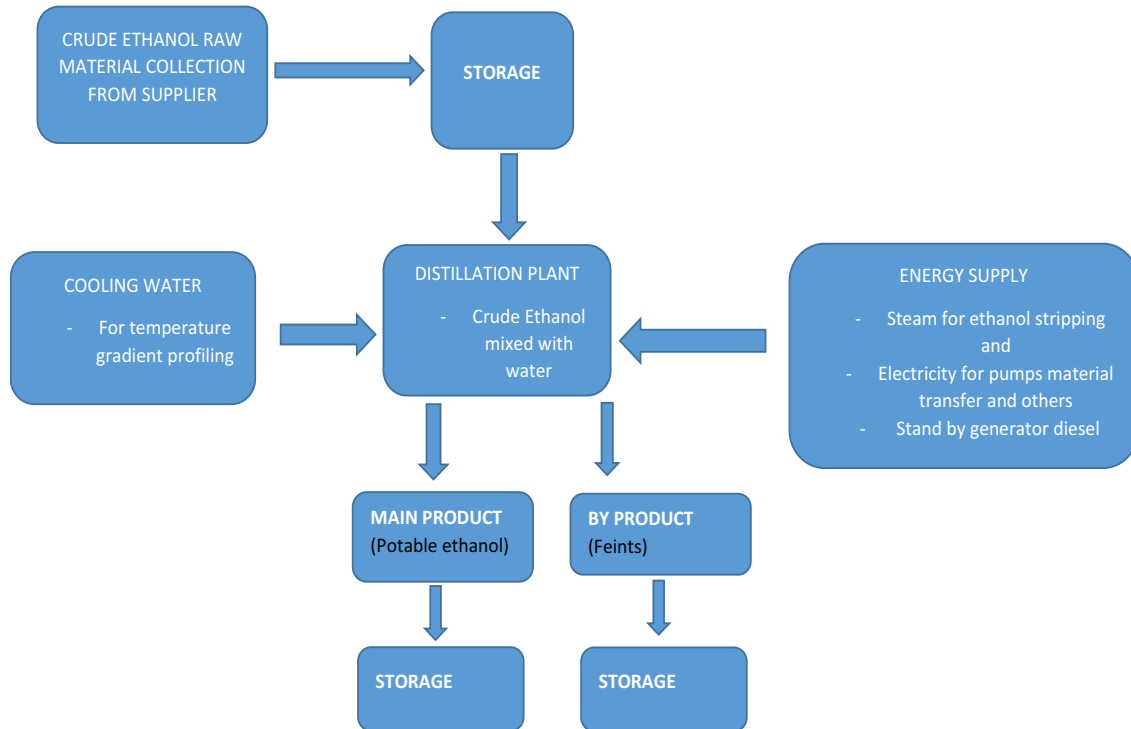 CRUDE ETHANOL RAW
MATERIAL COLLECTION
FROM SUPPLIER
STORAGE
COOLING WATER
- For temperature
gradient profiling
DISTILLATION PLANT
- Crude Ethanol
mixed with
water
ENERGY SUPPLY
- Steam for ethanol stripping
and
- Electricity for pumps material
transfer and others
- Stand by generator diesel
MAIN PRODUCT
(Potable ethanol)
BY PRODUCT
(Feints)
STORAGE
STORAGE